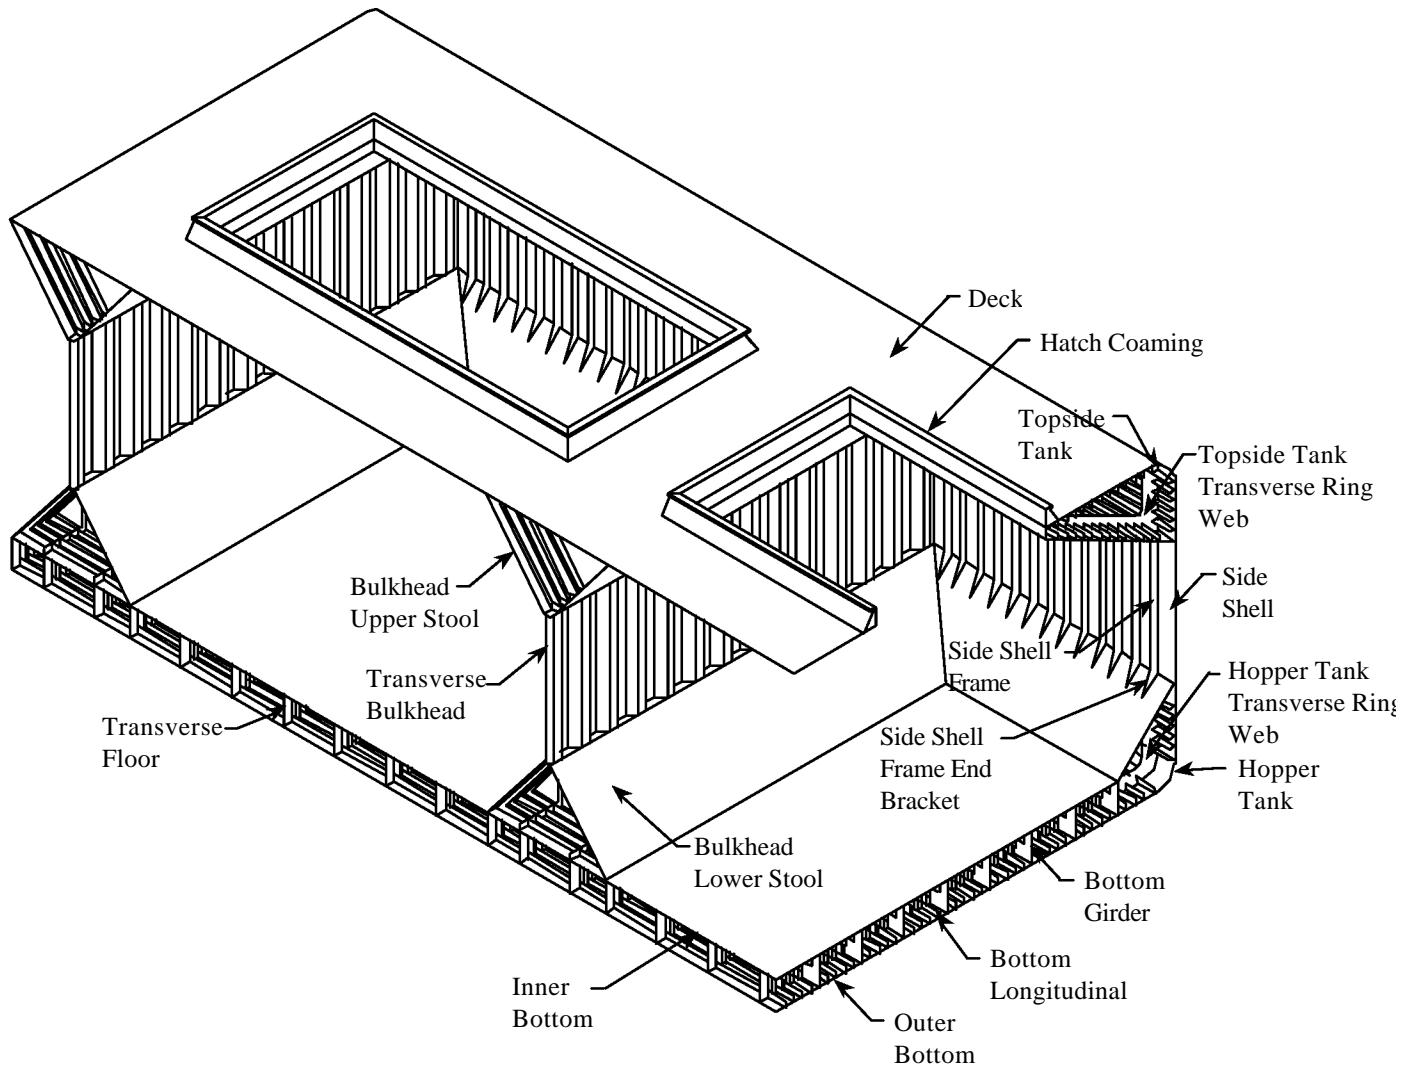 Deck
Hatch Coaming
Topside
Tank
Topside Tank
Transverse Ring
Web
Side
Shell
Bulkhead
Upper Stool
Side Shell
Frame
Hopper Tank
Transverse Ring
Web
Transverse
Bulkhead
Transverse
Floor
Side Shell
Frame End
Bracket
Hopper
Tank
Bulkhead
Lower Stool
Bottom
Girder
Bottom
Longitudinal
Inner
Bottom
Outer
Bottom